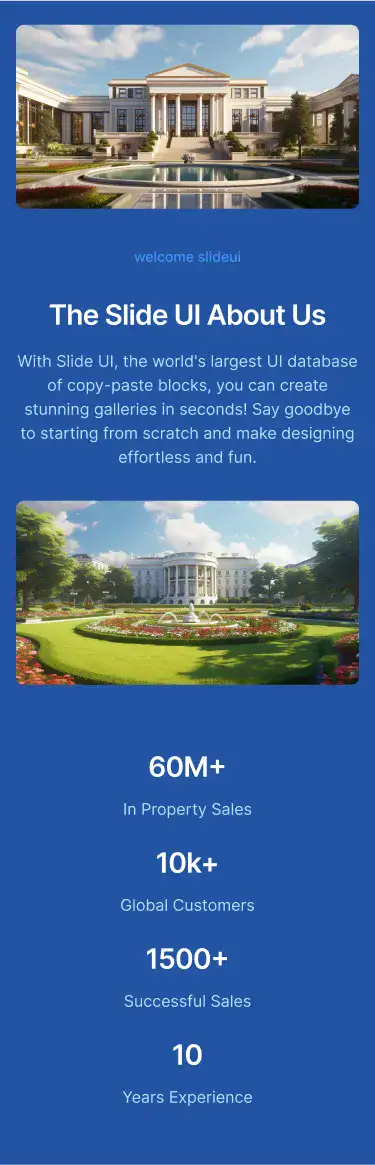 welcome slideui
The Slide UI About Us
With Slide UI, the world's largest UI database
of copy-paste blocks, you can create
stunning galleries in seconds! Say goodbye
to starting from scratch and make designing
effortless and fun.
60M+
In Property Sales
10k+
Global Customers
1500+
Successful Sales
10
Years Experience